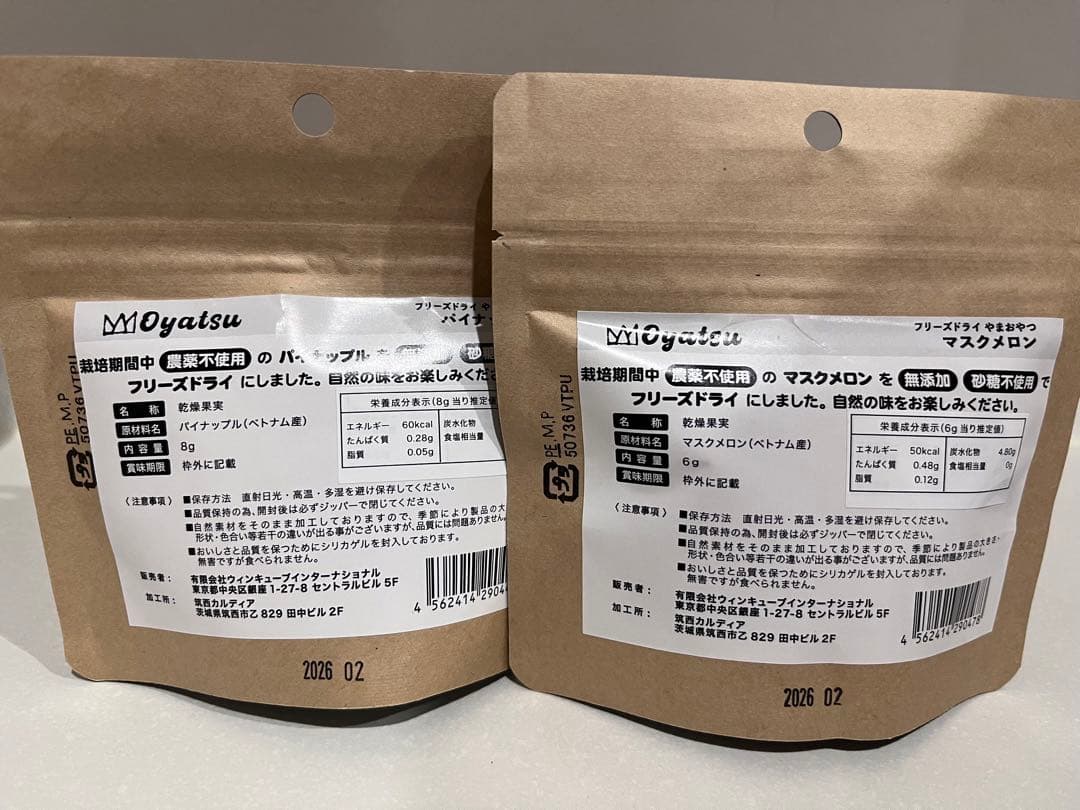 Oyatsu
フリーズドライ や
パイナッ
栽培期間中 農薬不使用 の パイナップル を 無 砂糖
フリーズドライ にしました。自然の味をお楽しみくだ
名 称 乾燥果実
原材料名 パイナップル(ベトナム産)
内 容 量 8g
賞味期限 枠外に記載
栄養成分表示(8g 当り推定値
エネルギー 60kcal 炭水化物
たんぱく質 0.28g 食塩相当量
脂質 0.05g
〈注意事項〉 ■保存方法 直射日光・高温・多湿を避け保存してください。
■品質保持の為、開封後は必ずジッパーで閉じてください。
■自然素材をそのまま加工しておりますので、季節により製品の大
形状・色合い等若干の違いが出る事がございますが、品質には問題ありません。
■おいしさと品質を保つためにシリカゲルを封入しております。
無害ですが食べられません。
販売者: 有限会社ウィンキューブインターナショナル
東京都中央区銀座 1-27-8 セントラルビル 5F
加工所: 筑西カルディア
茨城県筑西市乙 829 田中ビル 2F
4 562414 2904
PE,M,P
50736 VTPU
プラ
2026 02
Oyatsu
フリーズドライ やまおやつ
マスクメロン
栽培期間中 農薬不使用 の マスクメロン を 無添加 砂糖不使用 で
フリーズドライ にしました。自然の味をお楽しみください。
名 称 乾燥果実
原材料名 マスクメロン(ベトナム産)
内 容 量 6g
賞味期限 枠外に記載
栄養成分表示(6g 当り推定値)
エネルギー 50kcal 炭水化物 4.80g
たんぱく質 0.48g 食塩相当量 0g
脂質 0.12g
〈注意事項〉 ■保存方法 直射日光・高温・多湿を避け保存してください。
■品質保持の為、開封後は必ずジッパーで閉じてください。
■自然素材をそのまま加工しておりますので、季節により製品の大きさ・
形状・色合い等若干の違いが出る事がございますが、品質には問題ありません。
■おいしさと品質を保つためにシリカゲルを封入しております。
無害ですが食べられません。
販売者: 有限会社ウィンキューブインターナショナル
東京都中央区銀座 1-27-8 セントラルビル 5F
加工所: 筑西カルディア
茨城県筑西市乙 829 田中ビル 2F
4 562414 290478
PE,M,P
50736 VTPU
プラ
2026 02